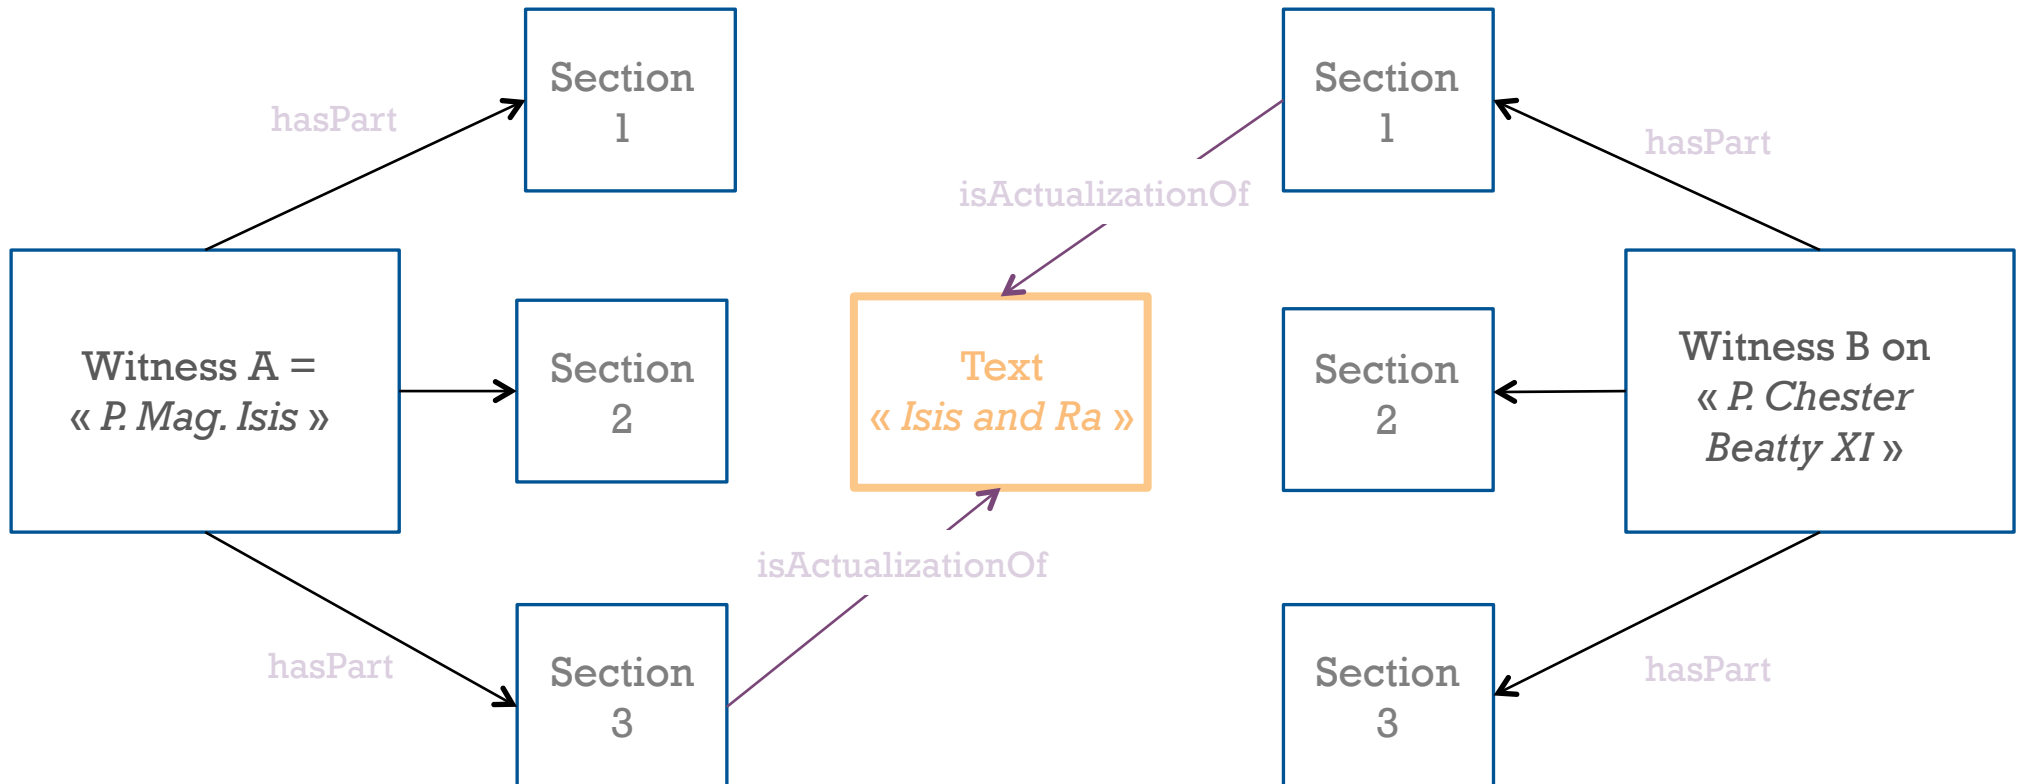 Section
1
Section
1
hasPart
hasPart
isActualizationOf
Witness A =
« P. Mag. Isis »
Section
2
Text
« Isis and Ra »
Section
2
Witness B on
« P. Chester
Beatty XI »
isActualizationOf
hasPart
Section
3
Section
3
hasPart